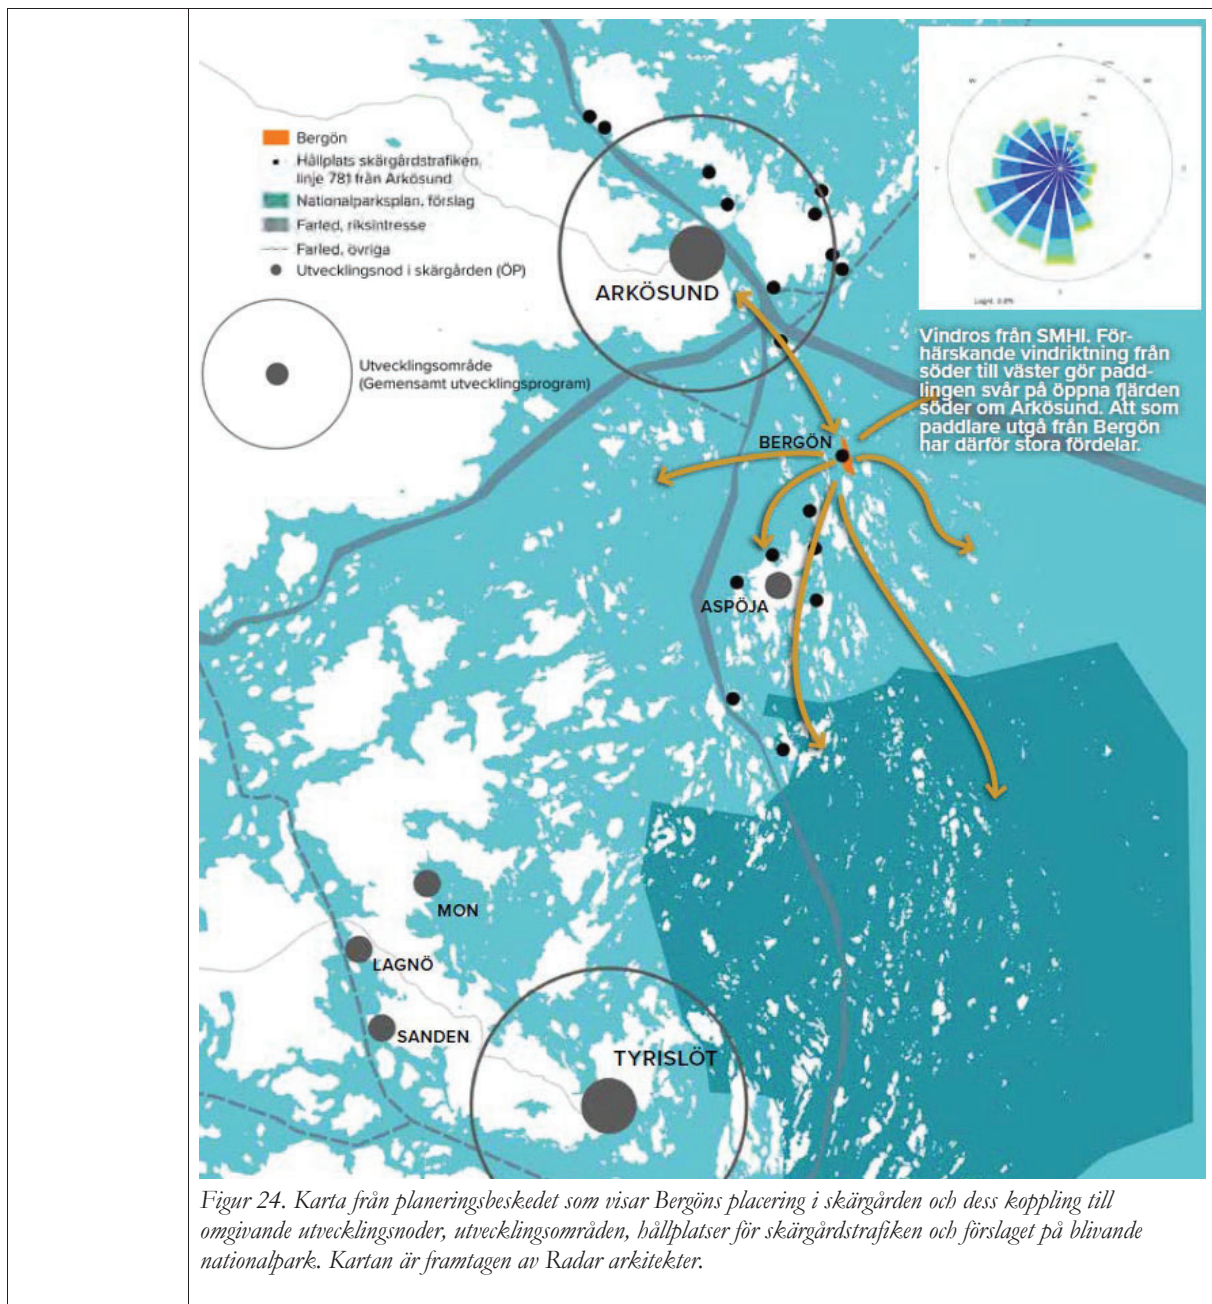 Bergön
Hållplats skärgårdstrafiken,
linje 781 från Arkösund
Nationalparksplan, förslag
Farled, riksintresse
Farled, övriga
Utvecklingsnod i skärgården (ÖP)
Utvecklingsområde
(Gemensamt utvecklingsprogram)
ARKÖSUND
Vindros från SMHI. För-
härskande vindriktning från
söder till väster gör padd-
lingen svår på öppna fjärden
söder om Arkösund. Att som
paddlare utgå från Bergön
har därför stora fördelar.
BERGÖN
ASPÖJA
MON
LAGNÖ
SANDEN
TYRISLÖT
Figur 24. Karta från planeringsbeskedet som visar Bergöns placering i skärgården och dess koppling till
omgivande utvecklingsnoder, utvecklingsområden, hållplatser för skärgårdstrafiken och förslaget på blivande
nationalpark. Kartan är framtagen av Radar arkitekter.